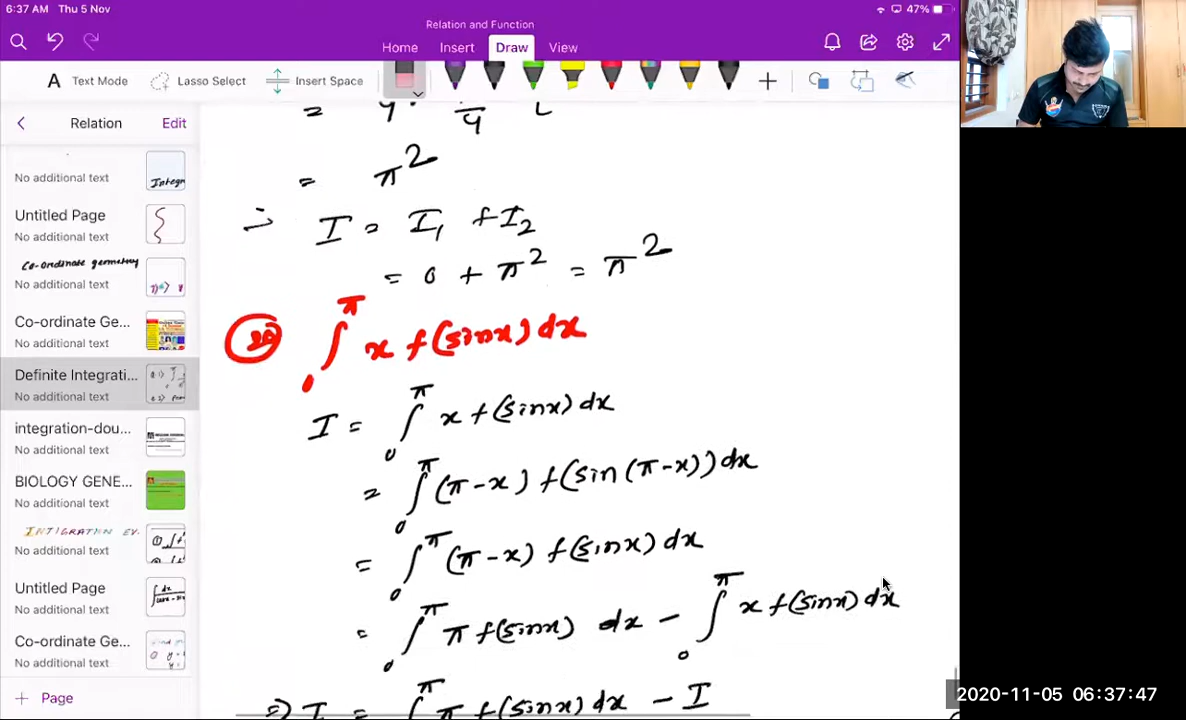 6:37 AM Thu 5 Nov
47%
Relation and Function
Home Insert Draw View
A Text Mode Lasso Select Insert Space
Relation Edit
No additional text
Integr
Untitled Page
No additional text
Co-ordinate geometry
No additional text
Co-ordinate Ge...
No additional text
Definite Integrati...
No additional text
integration-dou...
No additional text
BIOLOGY GENE...
No additional text
INTIGRATION EV.
No additional text
Untitled Page
No additional text
Co-ordinate Ge...
No additional text
+ Page
= π²
∴ I = I₁ + I₂
= 0 + π² = π²
∫₀^π x f(sinx) dx
I = ∫₀^π x f(sinx) dx
= ∫₀^π (π-x) f(sin(π-x)) dx
= ∫₀^π (π-x) f(sinx) dx
= ∫₀^π π f(sinx) dx - ∫₀^π x f(sinx) dx
⇒ I = ∫₀^π π f(sinx) dx - I
2020-11-05 06:37:47